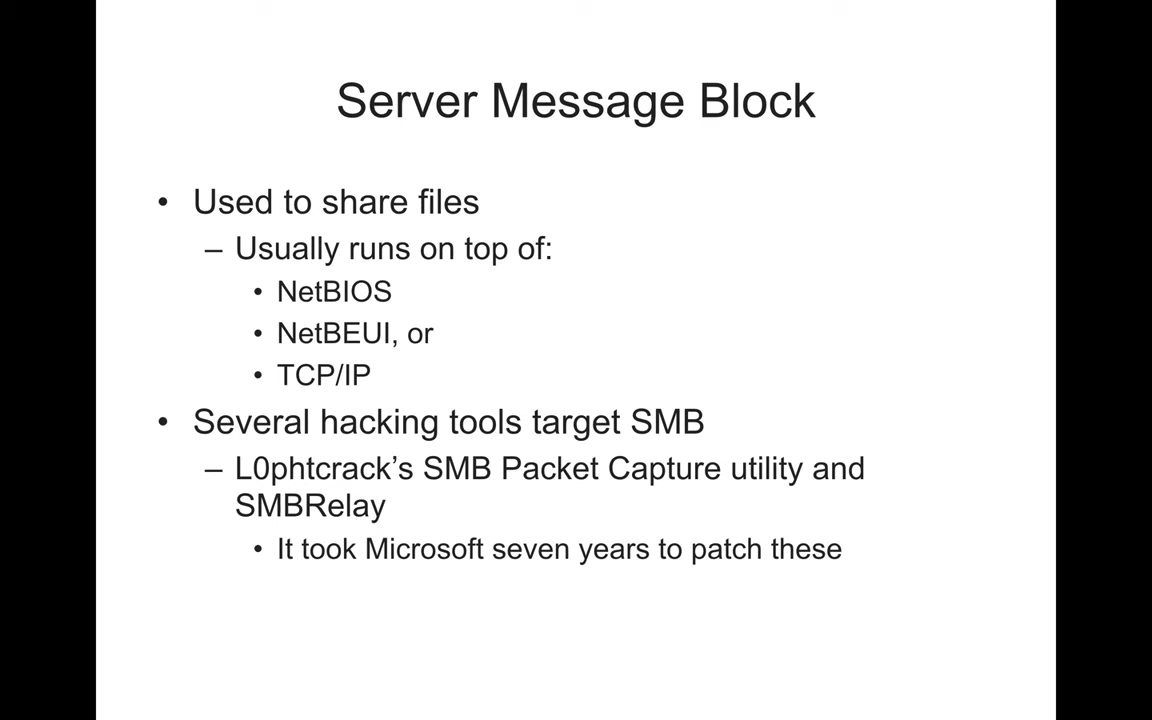 Server Message Block
• Used to share files
– Usually runs on top of:
• NetBIOS
• NetBEUI, or
• TCP/IP
• Several hacking tools target SMB
– L0phtcrack’s SMB Packet Capture utility and
SMBRelay
• It took Microsoft seven years to patch these